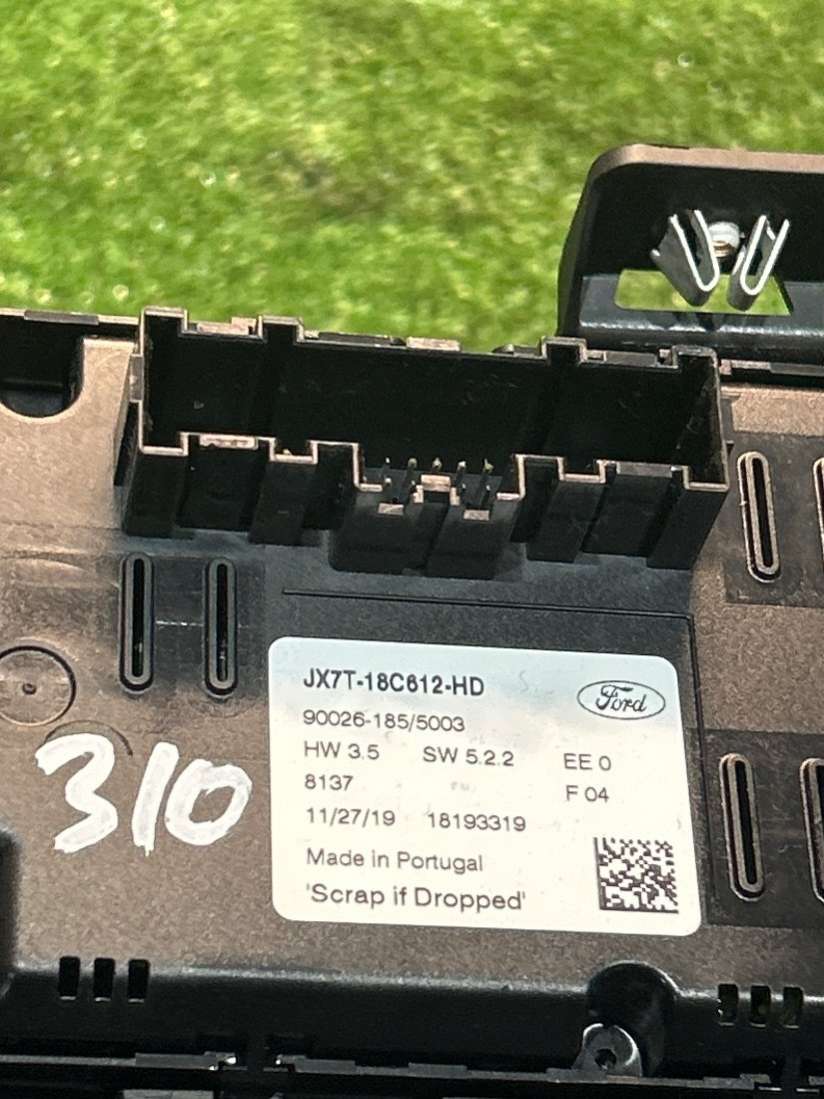 JX7T-18C612-HD
Ford
90026-185/5003
HW 3.5 SW 5.2.2 EE 0
8137 F 04
11/27/19 18193319
Made in Portugal
'Scrap if Dropped'
310